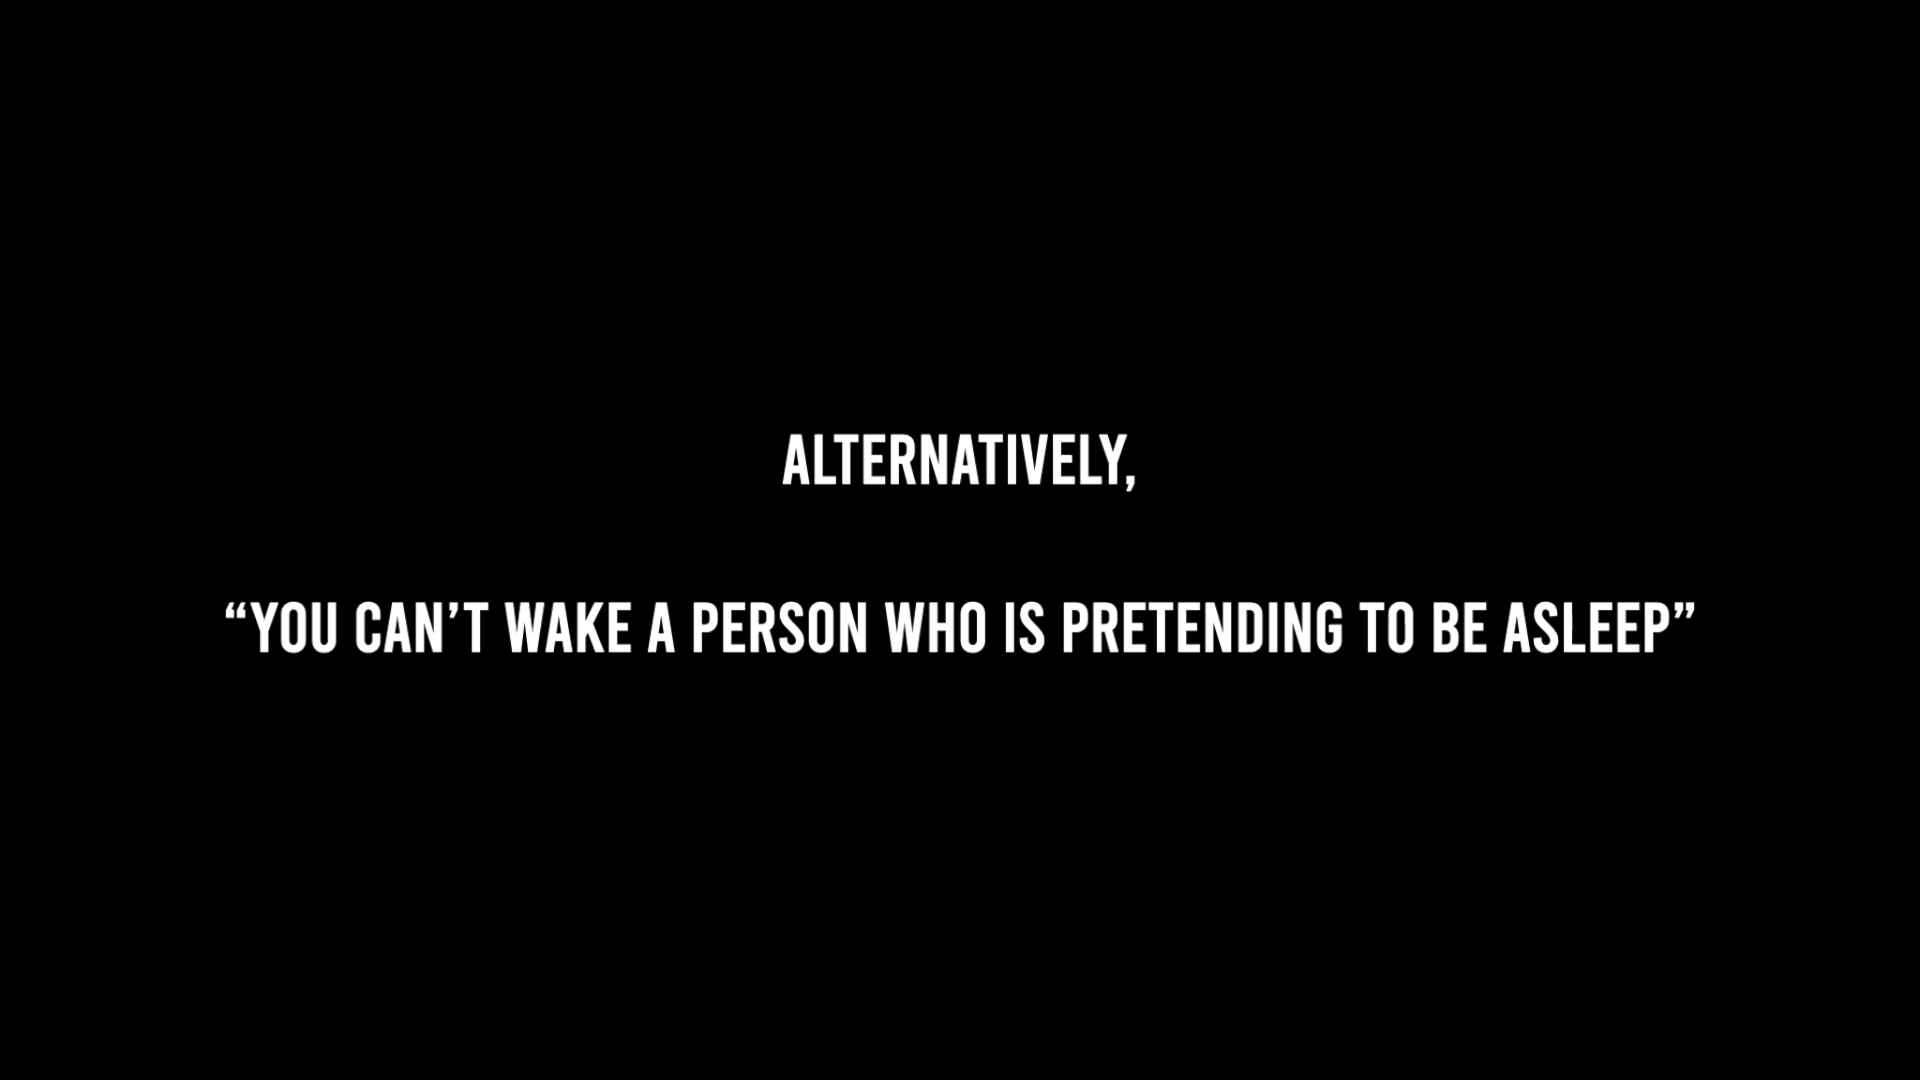 ALTERNATIVELY,
“YOU CAN’T WAKE A PERSON WHO IS PRETENDING TO BE ASLEEP”